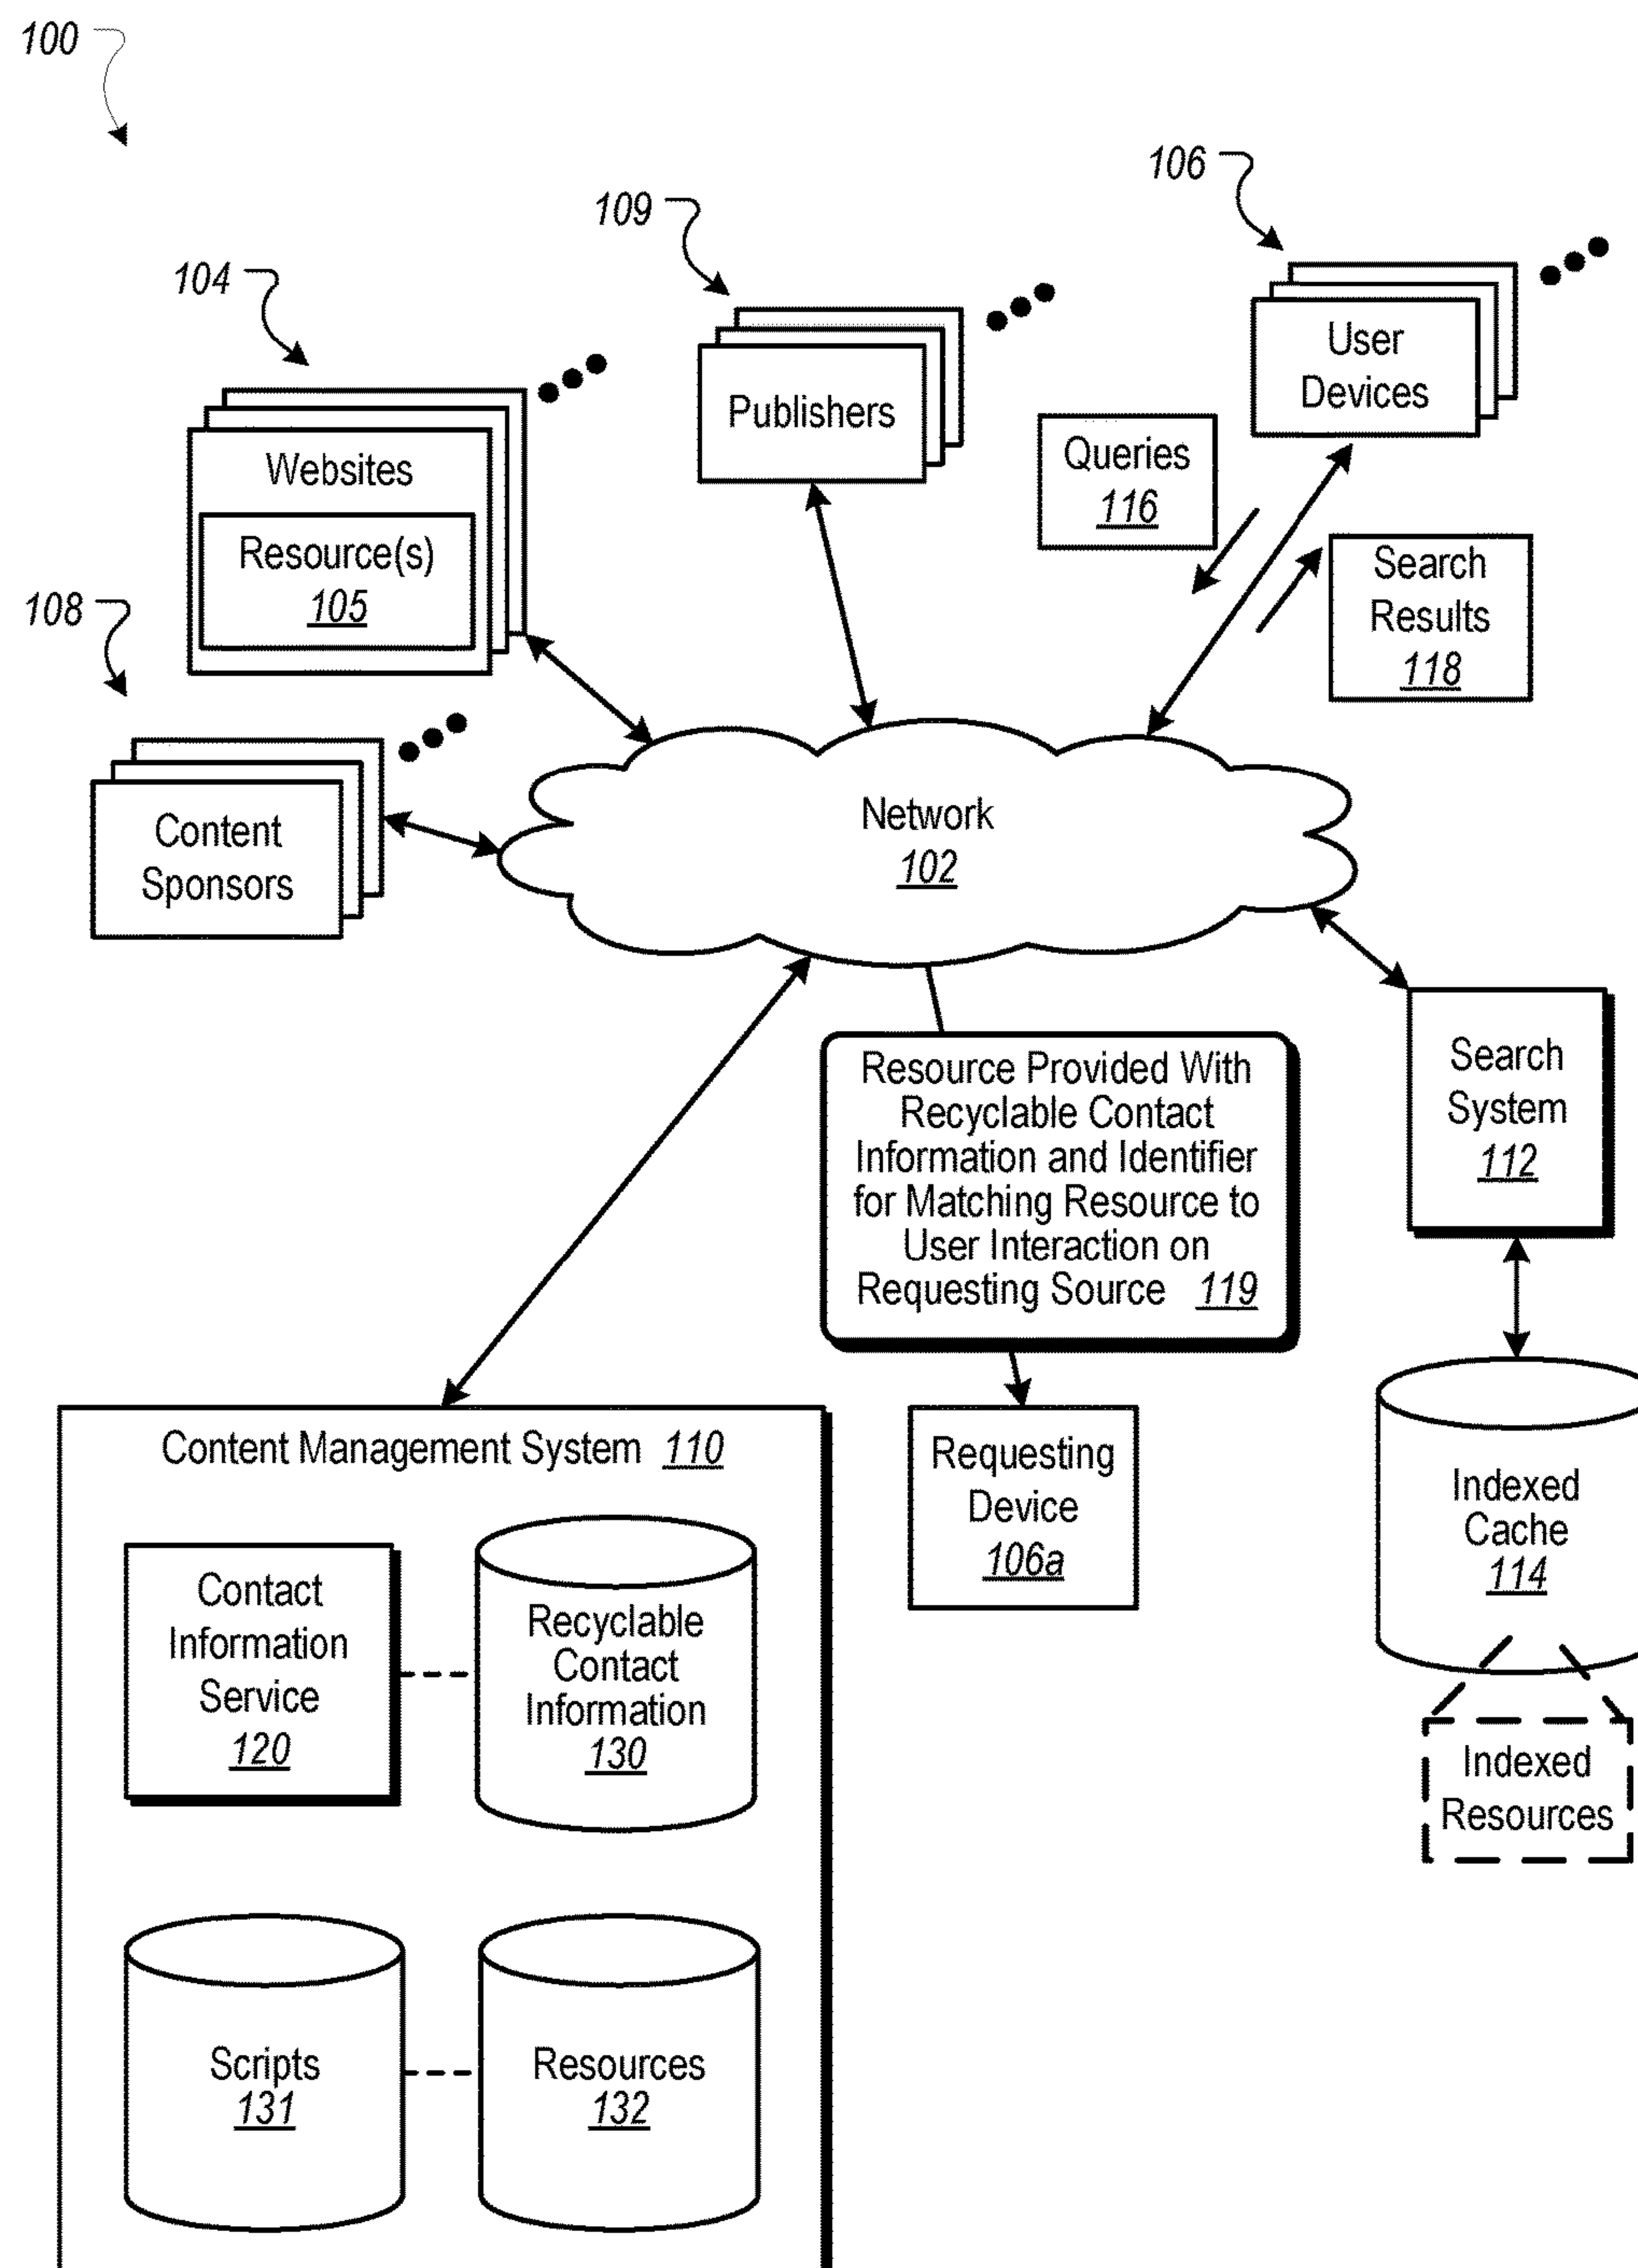 100
106
109
104
User
Devices
Publishers
Queries
116
Websites
Resource(s)
105
Search
Results
118
108
Network
102
Content
Sponsors
Resource Provided With
Recyclable Contact
Information and Identifier
for Matching Resource to
User Interaction on
Requesting Source 119
Search
System
112
Content Management System 110
Requesting
Device
106a
Indexed
Cache
114
Contact
Information
Service
120
Recyclable
Contact
Information
130
Indexed
Resources
Scripts
131
Resources
132